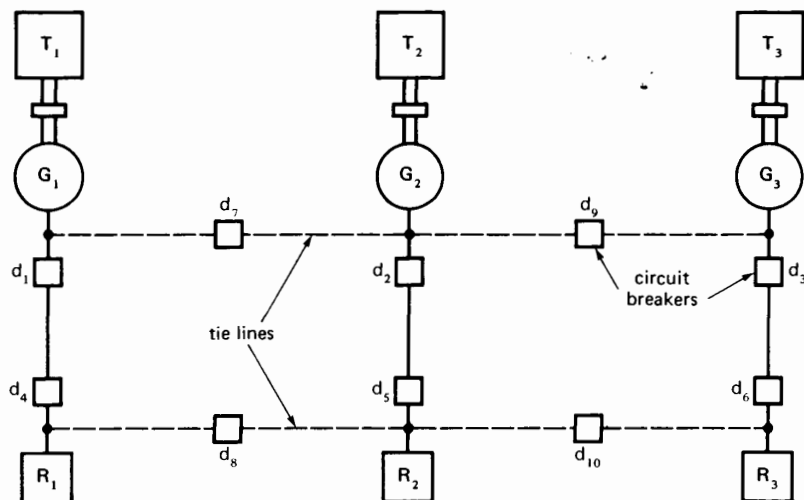 T₁ T₂ T₃
G₁ G₂ G₃
d₇ d₉
d₁ d₂ d₃
circuit
breakers
tie lines
d₄ d₅ d₆
d₈ d₁₀
R₁ R₂ R₃